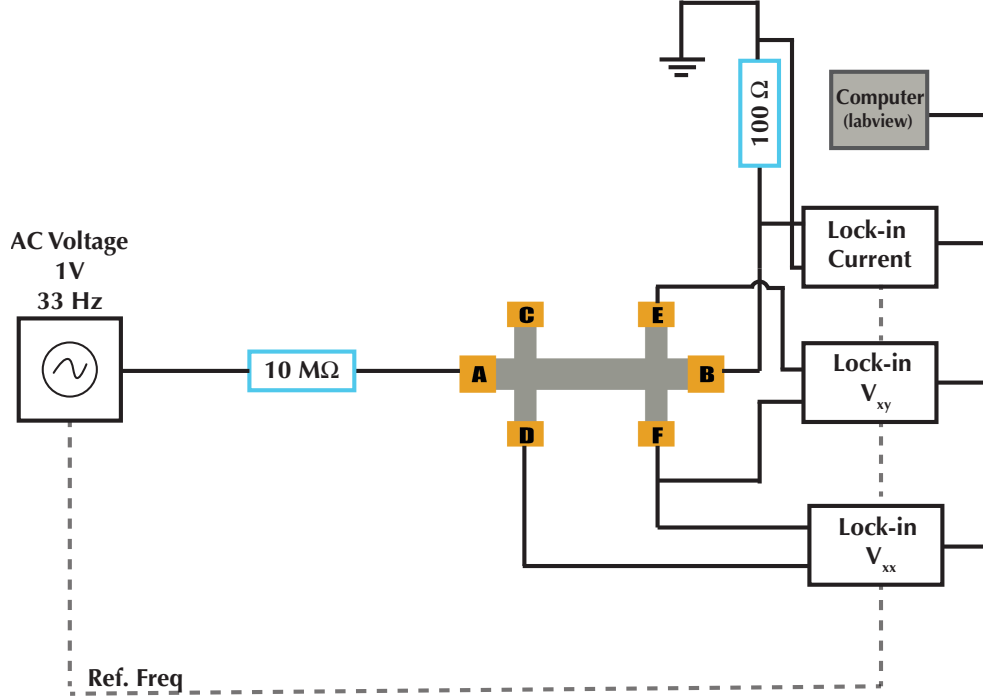 100 Ω
Computer
(labview)
AC Voltage
1V
33 Hz
Lock-in
Current
C
E
10 MΩ
A
B
Lock-in
Vxy
D
F
Lock-in
Vxx
Ref. Freq